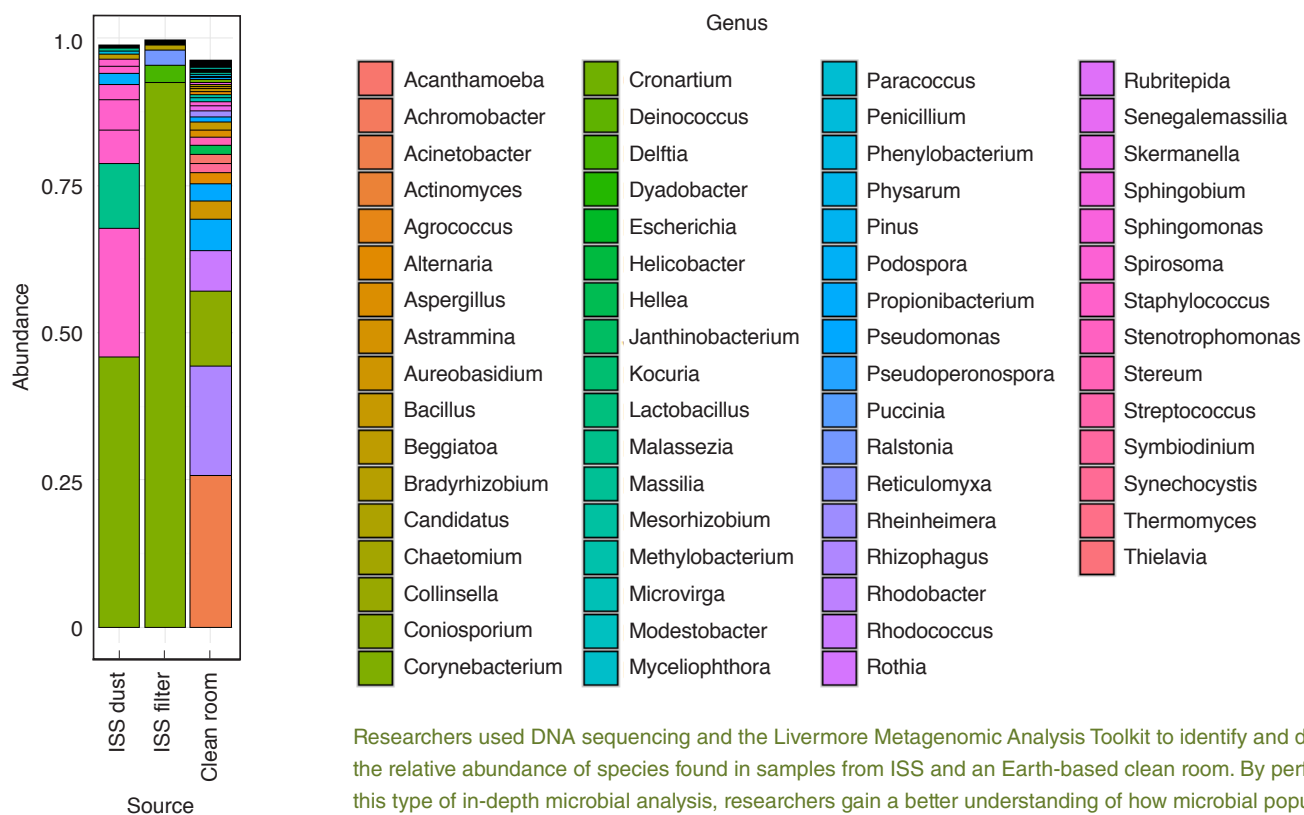 Genus
1.0
0.75
0.50
0.25
0
Abundance
ISS dust
ISS filter
Clean room
Source
Acanthamoeba
Achromobacter
Acinetobacter
Actinomyces
Agrococcus
Alternaria
Aspergillus
Astrammina
Aureobasidium
Bacillus
Beggiatoa
Bradyrhizobium
Candidatus
Chaetomium
Collinsella
Coniosporium
Corynebacterium
Cronartium
Deinococcus
Delftia
Dyadobacter
Escherichia
Helicobacter
Hellea
Janthinobacterium
Kocuria
Lactobacillus
Malassezia
Massilia
Mesorhizobium
Methylobacterium
Microvirga
Modestobacter
Myceliophthora
Paracoccus
Penicillium
Phenylobacterium
Physarum
Pinus
Podospora
Propionibacterium
Pseudomonas
Pseudoperonospora
Puccinia
Ralstonia
Reticulomyxa
Rheinheimera
Rhizophagus
Rhodobacter
Rhodococcus
Rothia
Rubritepida
Senegalemassilia
Skermanella
Sphingobium
Sphingomonas
Spirosoma
Staphylococcus
Stenotrophomonas
Stereum
Streptococcus
Symbiodinium
Synechocystis
Thermomyces
Thielavia
Researchers used DNA sequencing and the Livermore Metagenomic Analysis Toolkit to identify and d
the relative abundance of species found in samples from ISS and an Earth-based clean room. By perf
this type of in-depth microbial analysis, researchers gain a better understanding of how microbial popu